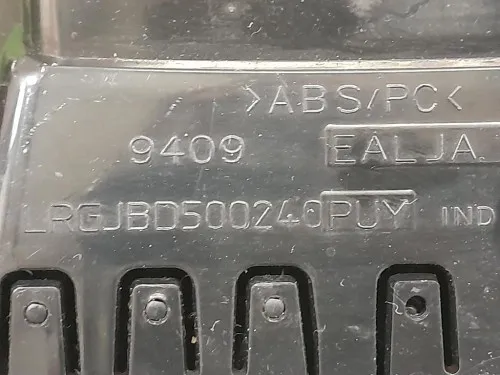 >ABS/PC<
9409 EALJA
LRGJBD500240PUY IND